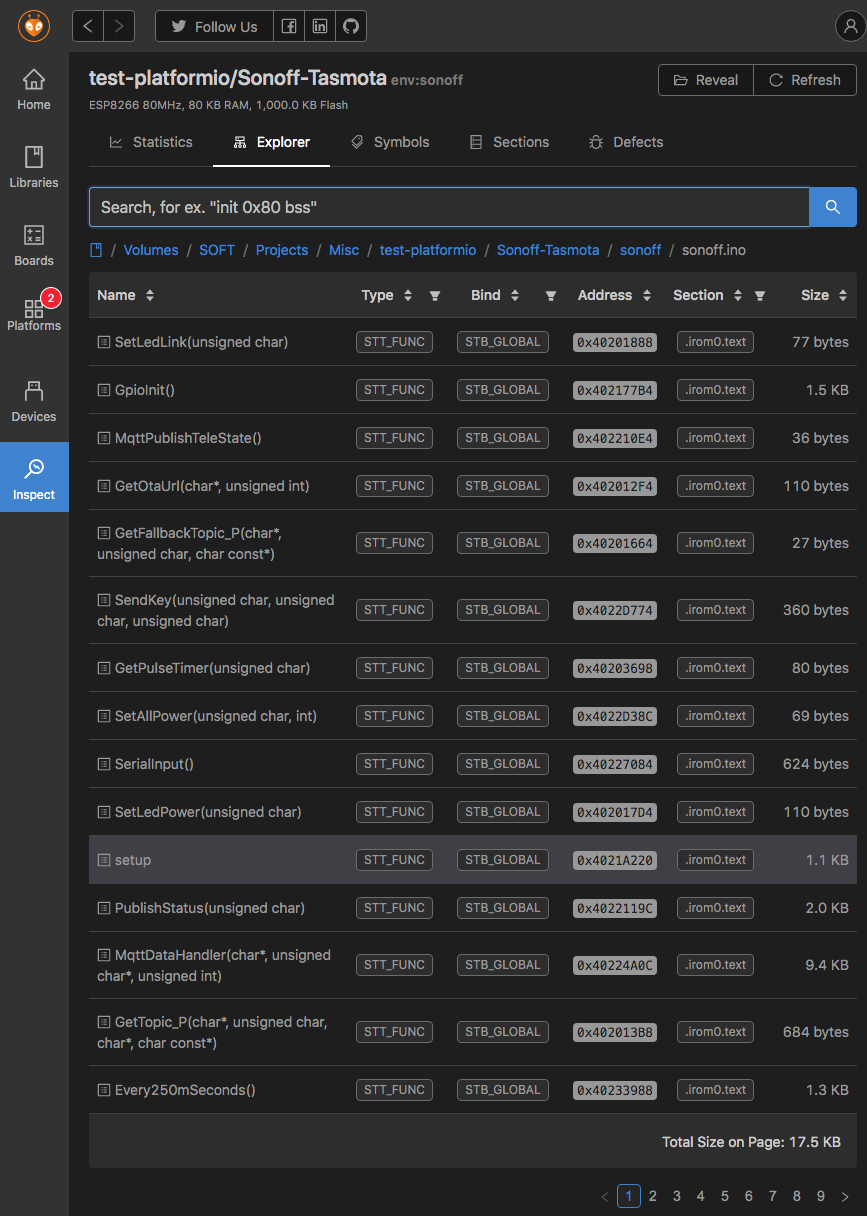 Follow Us
Home
Libraries
Boards
2
Platforms
Devices
Inspect
test-platformio/Sonoff-Tasmota env:sonoff
Reveal
Refresh
ESP8266 80MHz, 80 KB RAM, 1,000.0 KB Flash
Statistics Explorer Symbols Sections Defects
Search, for ex. "init 0x80 bss"
/ Volumes / SOFT / Projects / Misc / test-platformio / Sonoff-Tasmota / sonoff / sonoff.ino
Name Type Bind Address Section Size
SetLedLink(unsigned char) STT_FUNC STB_GLOBAL 0x40201888 .irom0.text 77 bytes
GpioInit() STT_FUNC STB_GLOBAL 0x402177B4 .irom0.text 1.5 KB
MqttPublishTeleState() STT_FUNC STB_GLOBAL 0x402210E4 .irom0.text 36 bytes
GetOtaUrl(char*, unsigned int) STT_FUNC STB_GLOBAL 0x402012F4 .irom0.text 110 bytes
GetFallbackTopic_P(char*,
unsigned char, char const*) STT_FUNC STB_GLOBAL 0x40201664 .irom0.text 27 bytes
SendKey(unsigned char, unsigned
char, unsigned char) STT_FUNC STB_GLOBAL 0x4022D774 .irom0.text 360 bytes
GetPulseTimer(unsigned char) STT_FUNC STB_GLOBAL 0x40203698 .irom0.text 80 bytes
SetAllPower(unsigned char, int) STT_FUNC STB_GLOBAL 0x4022D38C .irom0.text 69 bytes
SerialInput() STT_FUNC STB_GLOBAL 0x40227084 .irom0.text 624 bytes
SetLedPower(unsigned char) STT_FUNC STB_GLOBAL 0x402017D4 .irom0.text 110 bytes
setup STT_FUNC STB_GLOBAL 0x4021A220 .irom0.text 1.1 KB
PublishStatus(unsigned char) STT_FUNC STB_GLOBAL 0x4022119C .irom0.text 2.0 KB
MqttDataHandler(char*, unsigned
char*, unsigned int) STT_FUNC STB_GLOBAL 0x40224A0C .irom0.text 9.4 KB
GetTopic_P(char*, unsigned char,
char*, char const*) STT_FUNC STB_GLOBAL 0x402013B8 .irom0.text 684 bytes
Every250mSeconds() STT_FUNC STB_GLOBAL 0x40233988 .irom0.text 1.3 KB
Total Size on Page: 17.5 KB
< 1 2 3 4 5 6 7 8 9 >